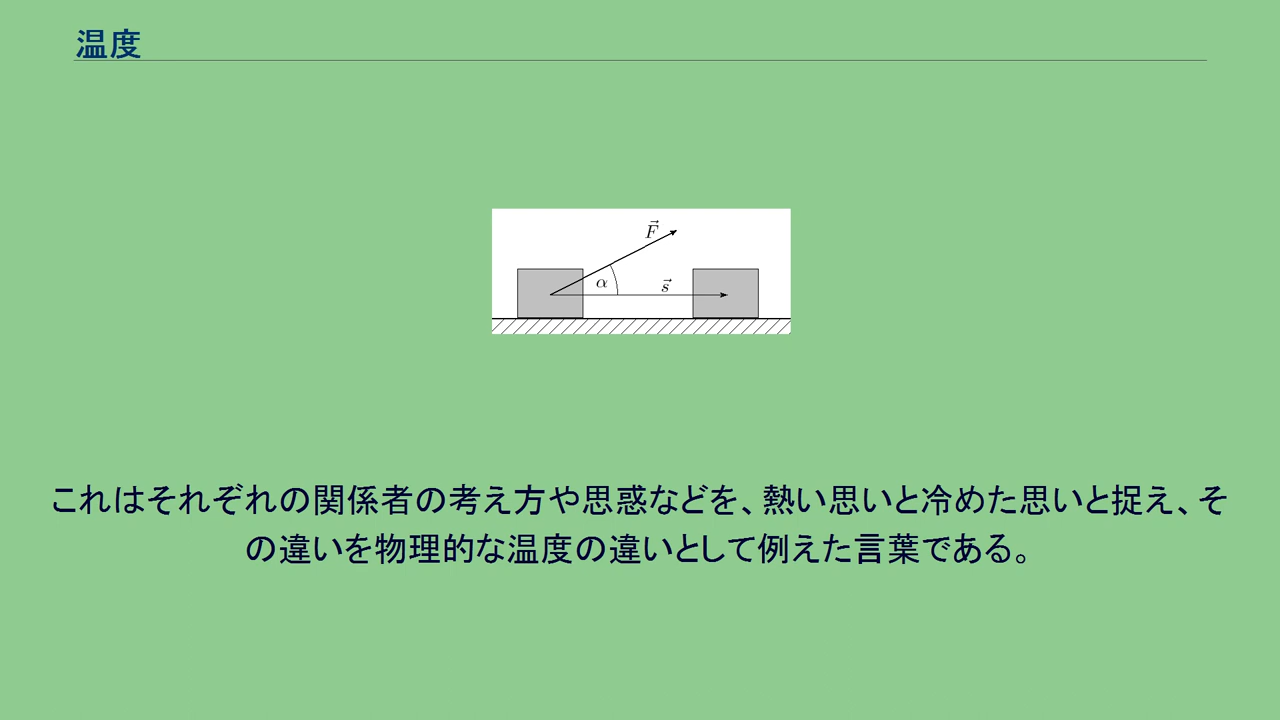 温度
F⃗
α
s⃗
これはそれぞれの関係者の考え方や思惑などを、熱い思いと冷めた思いと捉え、そ
の違いを物理的な温度の違いとして例えた言葉である。